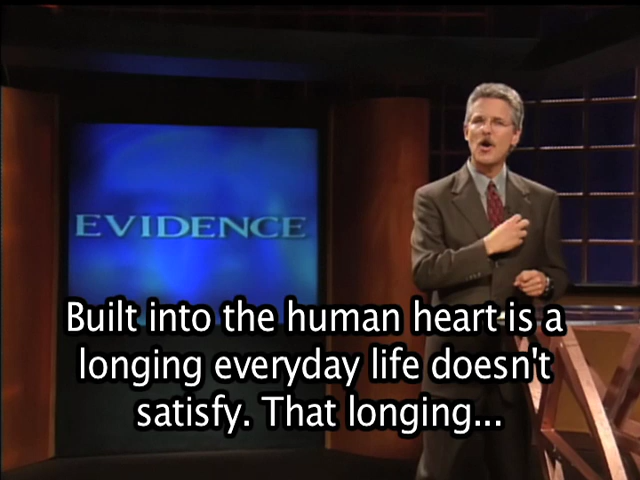 EVIDENCE
Built into the human heart is a
longing everyday life doesn't
satisfy. That longing...